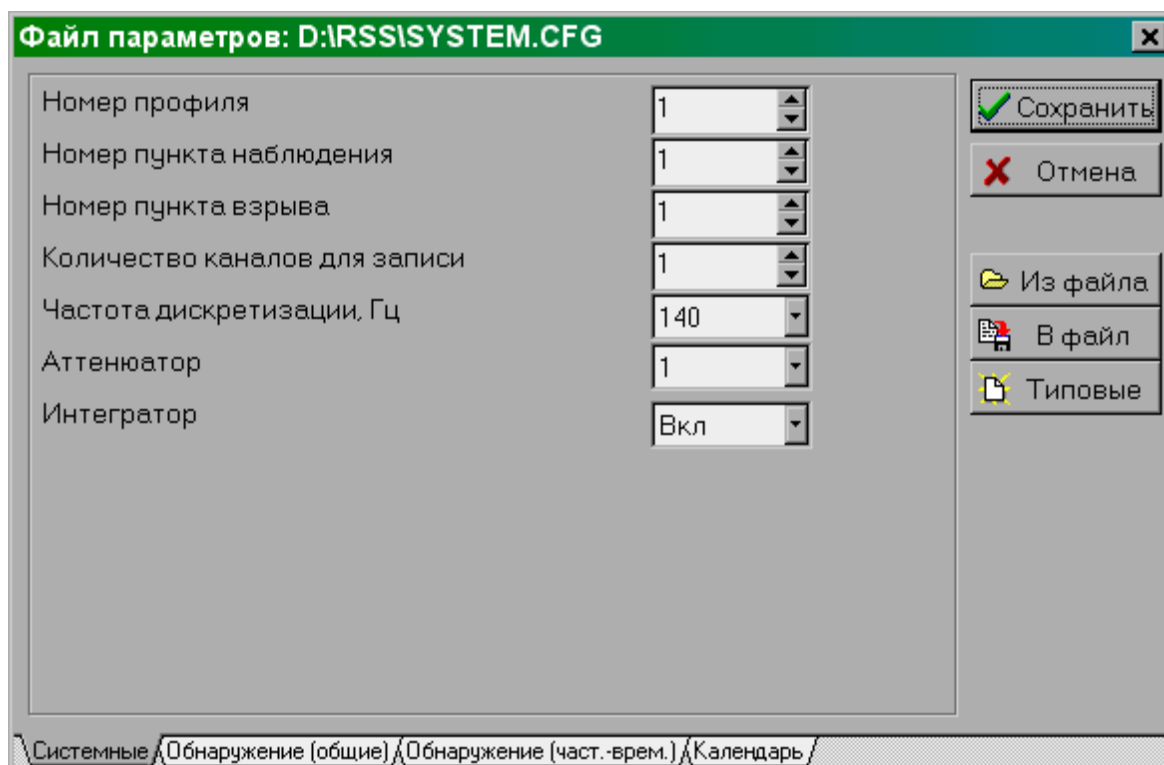 Файл параметров: D:\RSS\SYSTEM.CFG
Номер профиля 1
Номер пункта наблюдения 1
Номер пункта взрыва 1
Количество каналов для записи 1
Частота дискретизации, Гц 140
Аттенюатор 1
Интегратор Вкл
Сохранить
Отмена
Из файла
В файл
Типовые
Системные Обнаружение (общие) Обнаружение (част.-врем.) Календарь